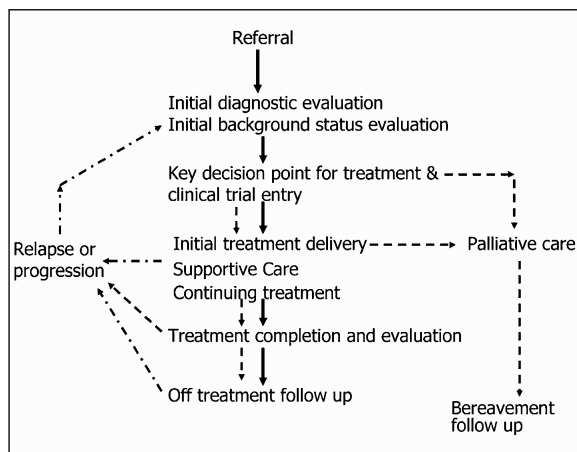 Referral
Initial diagnostic evaluation
Initial background status evaluation
Key decision point for treatment &
clinical trial entry
Initial treatment delivery
Palliative care
Relapse or
progression
Supportive Care
Continuing treatment
Treatment completion and evaluation
Off treatment follow up
Bereavement
follow up